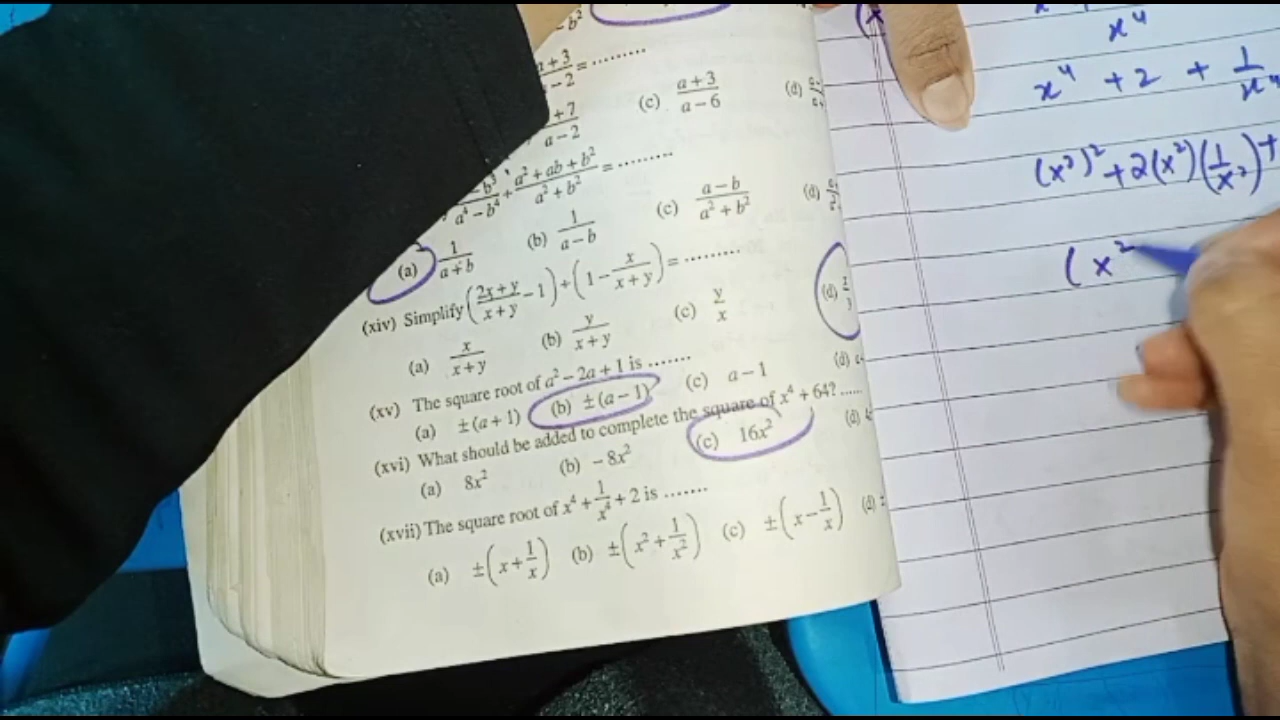 a+3/a-2 = .........
+7/a-2 (c) a+3/a-6 (d)
-b³/a⁴-b⁴ + a²+ab+b²/a²+b² = .........
(a) 1/a+b (b) 1/a-b (c) a-b/a²+b² (d)
(xiv) Simplify (2x+y/x+y - 1) ÷ (1 - x/x+y) = .........
(a) x/x+y (b) y/x+y (c) y/x (d)
(xv) The square root of a² - 2a + 1 is .......
(a) ±(a+1) (b) ±(a-1) (c) a-1 (d)
(xvi) What should be added to complete the square of x⁴ + 64? .....
(a) 8x² (b) -8x² (c) 16x² (d)
(xvii) The square root of x⁴ + 1/x⁴ + 2 is .......
(a) ±(x + 1/x) (b) ±(x² + 1/x²) (c) ±(x - 1/x) (d)
x⁴
x⁴ + 2 + 1/x⁴
(x²)² + 2(x²)(1/x²) +
(x²